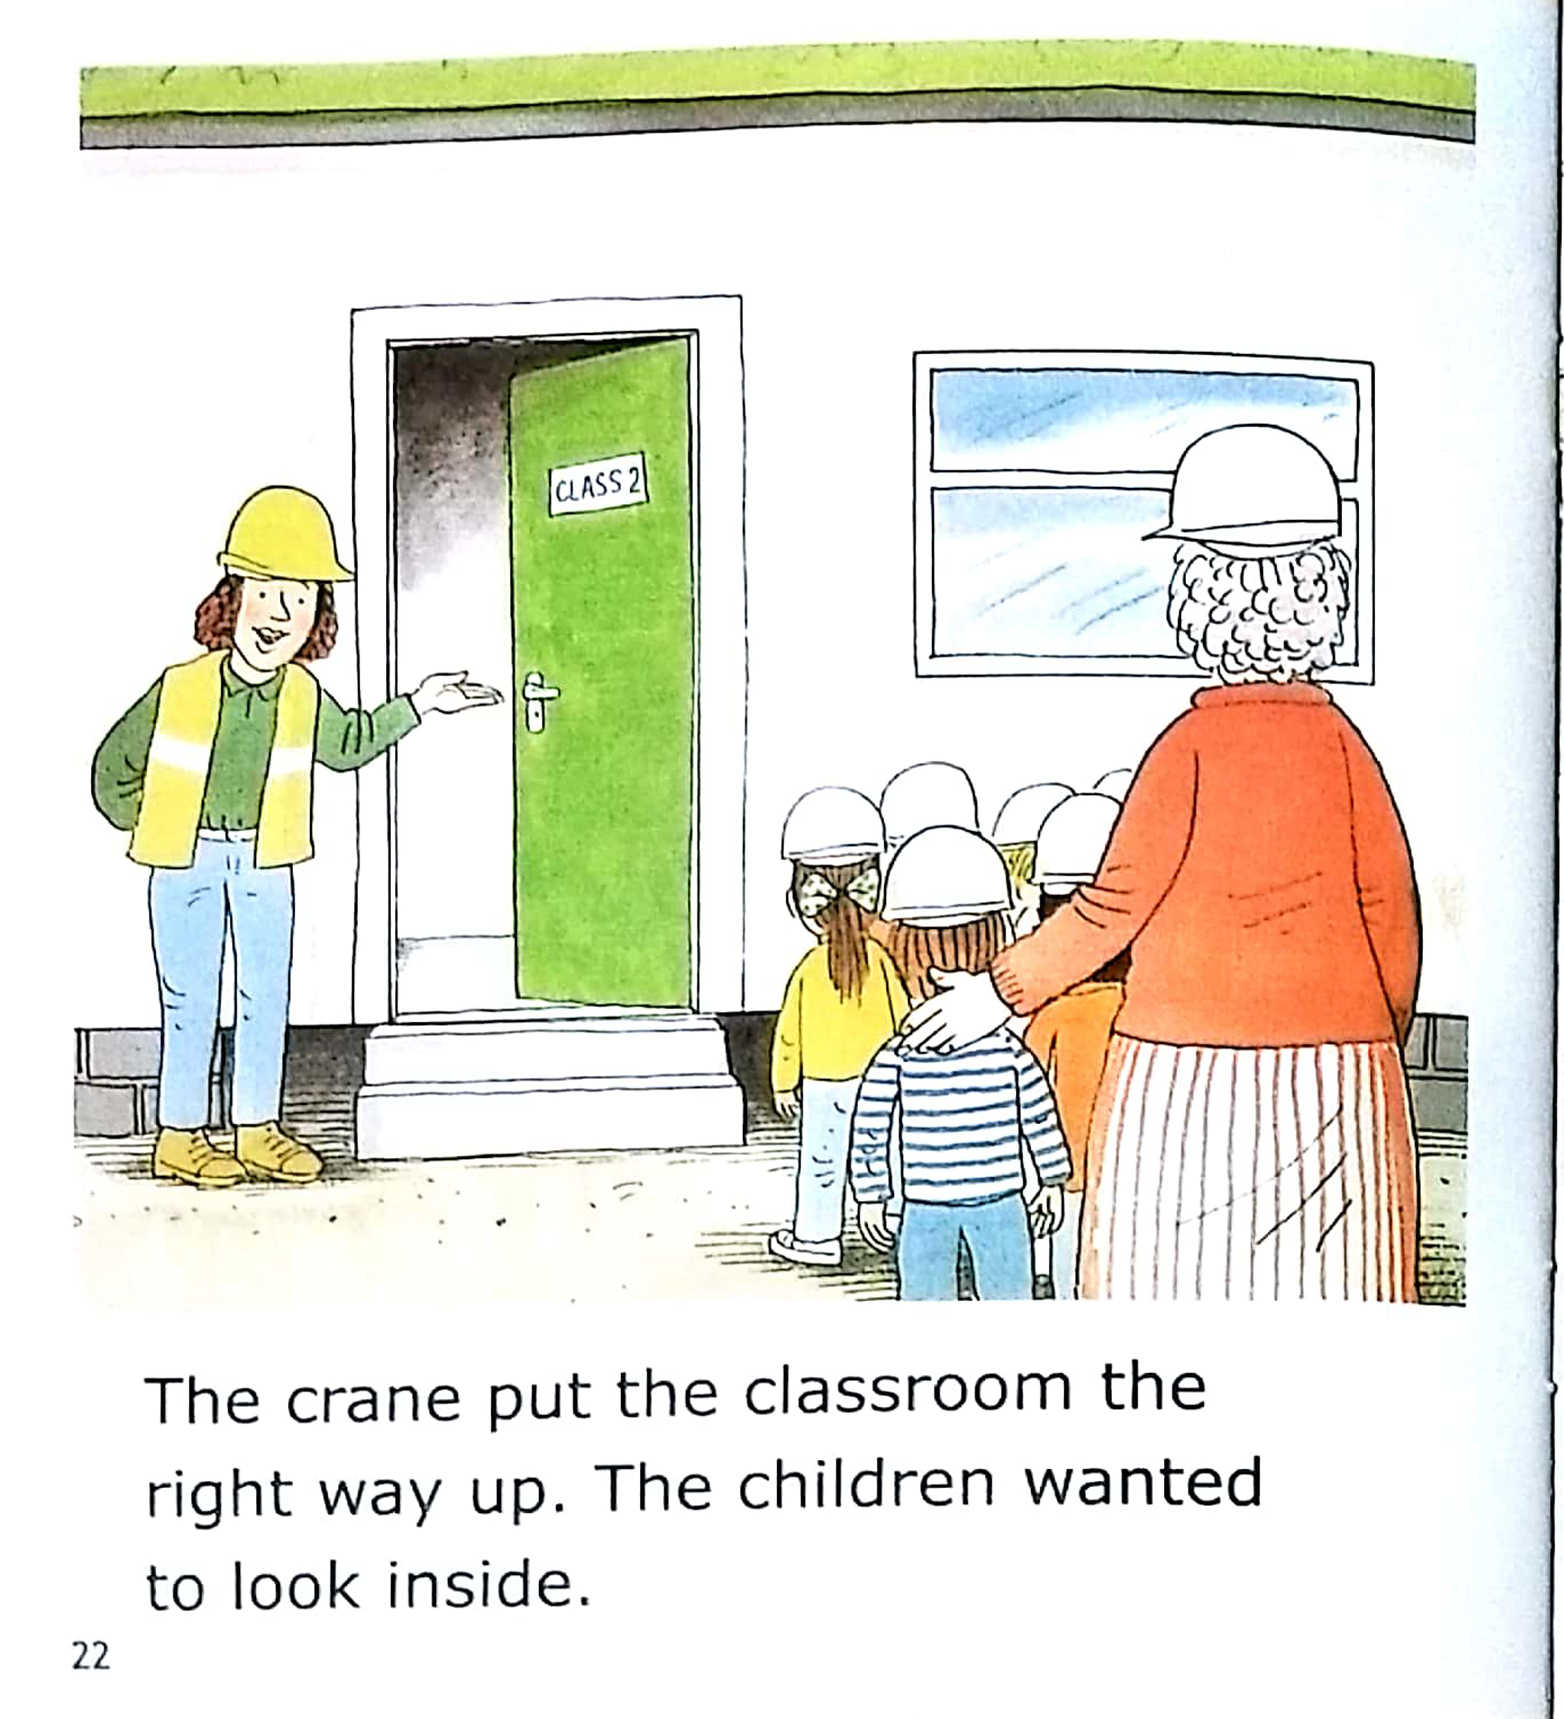 CLASS 2
The crane put the classroom the
right way up. The children wanted
to look inside.
22